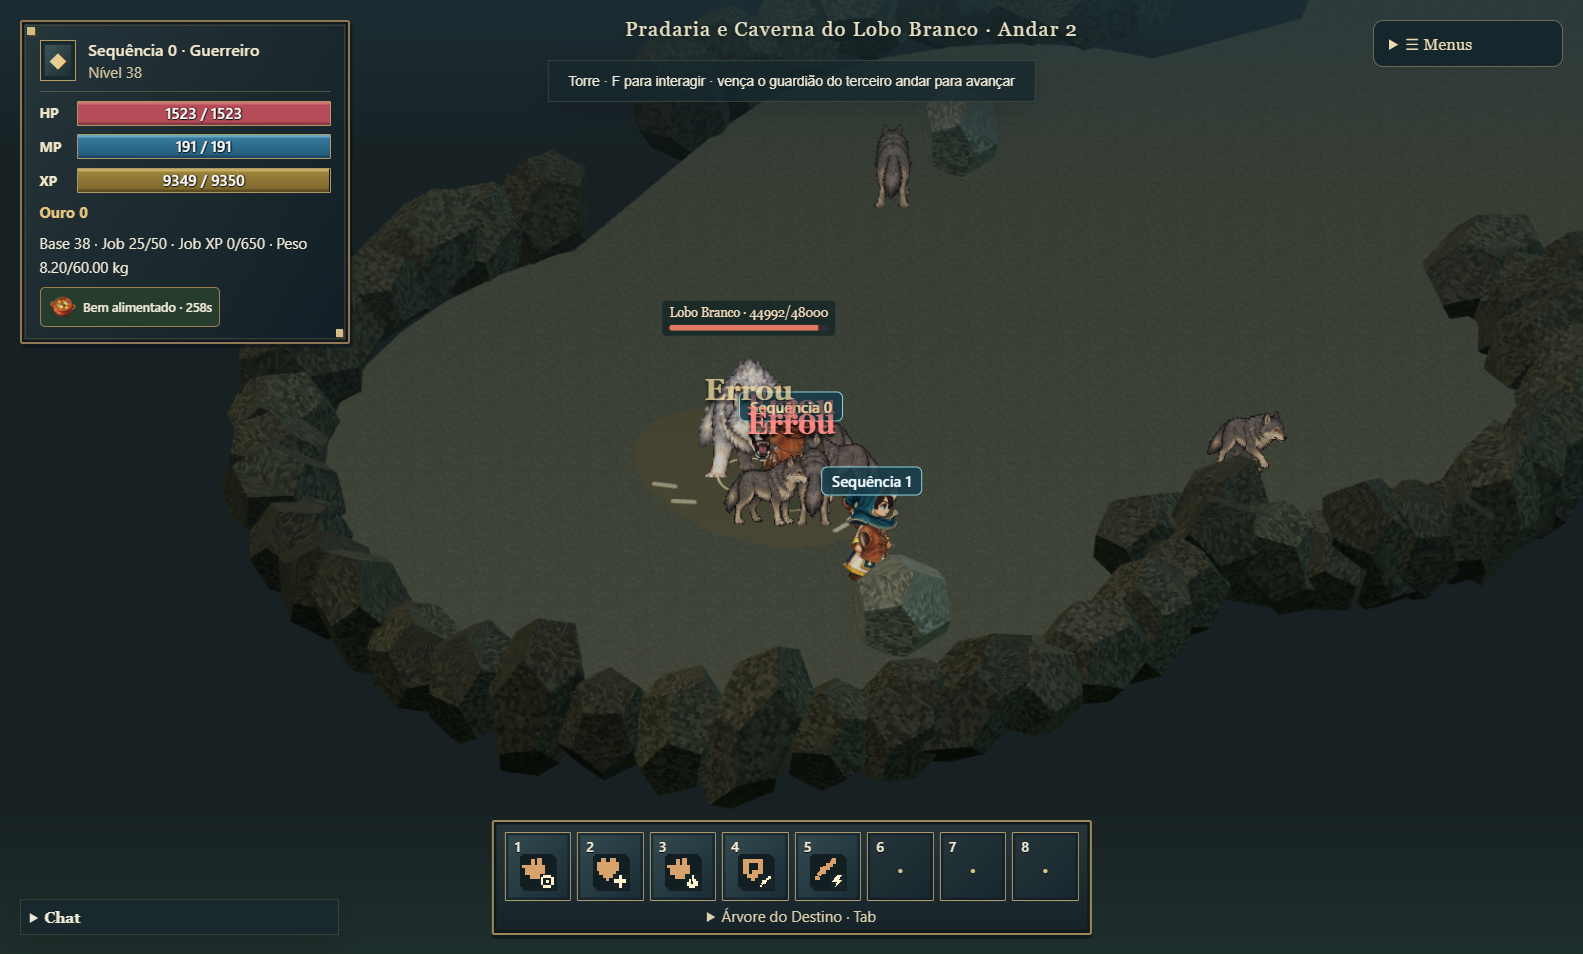 Sequência 0 · Guerreiro
Nível 38
HP
1523 / 1523
MP
191 / 191
XP
9349 / 9350
Ouro 0
Base 38 · Job 25/50 · Job XP 0/650 · Peso
8.20/60.00 kg
Bem alimentado · 258s
Pradaria e Caverna do Lobo Branco · Andar 2
Torre · F para interagir · vença o guardião do terceiro andar para avançar
☰ Menus
Lobo Branco · 44992/48000
Errou
Sequência 0
Errou
Sequência 1
1
2
3
4
5
6
7
8
Árvore do Destino · Tab
Chat